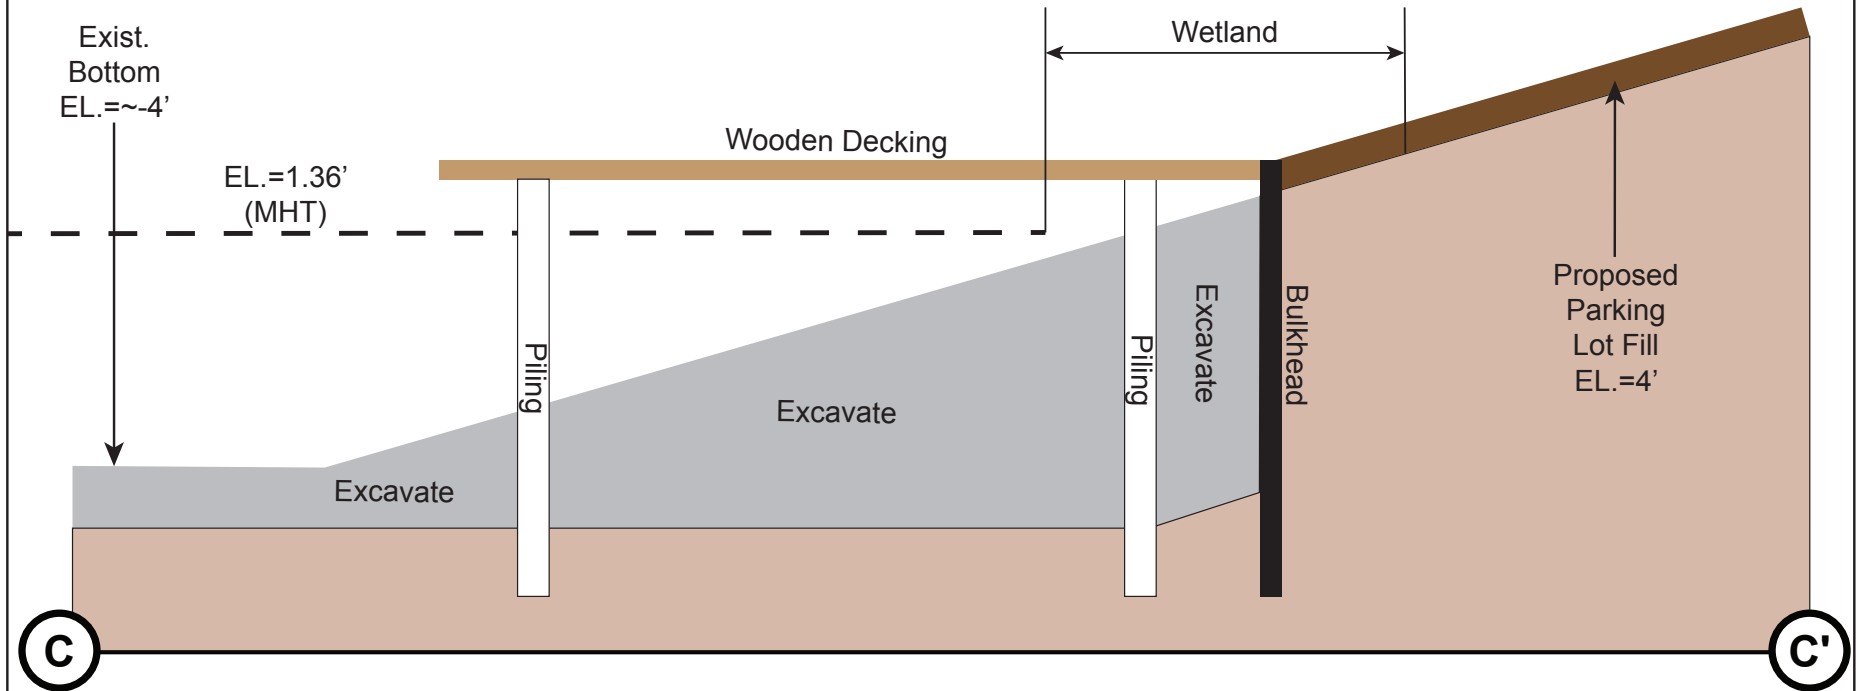 Exist.
Bottom
EL.=~-4’
EL.=1.36’
(MHT)
Wooden Decking
Wetland
Piling
Excavate
Excavate
Piling
Excavate
Bulkhead
Proposed
Parking
Lot Fill
EL.=4’
C
C'